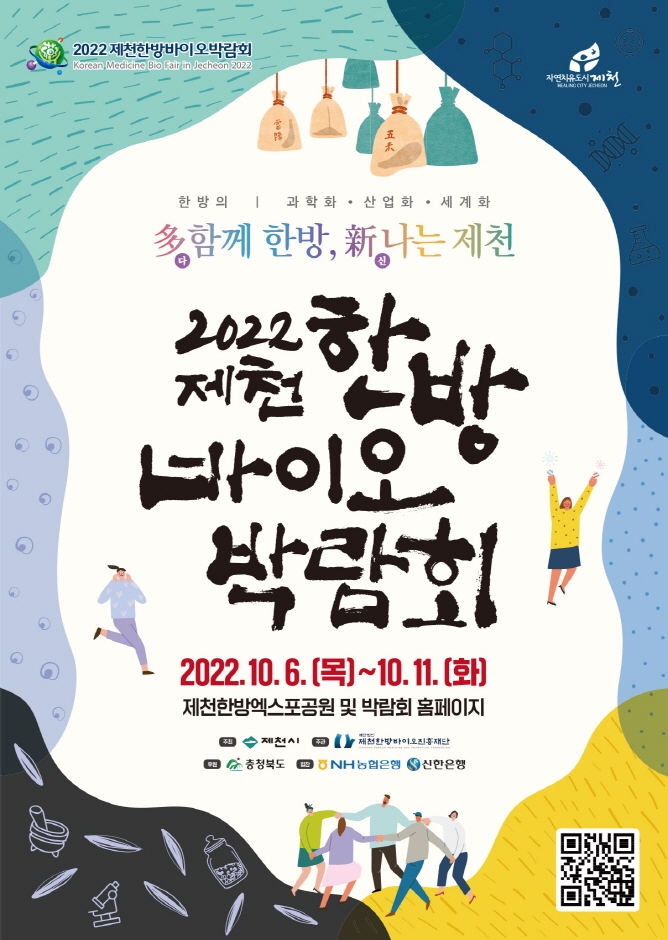 2022 제천한방바이오박람회
Korean Medicine Bio Fair in Jecheon 2022
자연치유도시 제천
HEALING CITY JECHEON
五禾
한방의 | 과학화 • 산업화 • 세계화
多함께 한방, 新나는 제천
다 신
2022
제천 한방
바이오
박람회
2022. 10. 6. (목) ~ 10. 11. (화)
제천한방엑스포공원 및 박람회 홈페이지
주최 제천시 주관 재단법인 제천한방바이오진흥재단
후원 충청북도 협찬 NH농협은행 신한은행